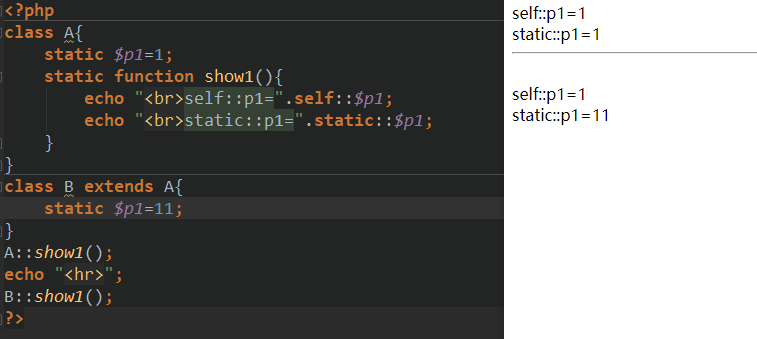 <?php
class A{
    static $p1=1;
    static function show1(){
        echo "<br>self::p1=".self::$p1;
        echo "<br>static::p1=".static::$p1;
    }
}
class B extends A{
    static $p1=11;
}
A::show1();
echo "<hr>";
B::show1();
?>
self::p1=1
static::p1=1
self::p1=1
static::p1=11